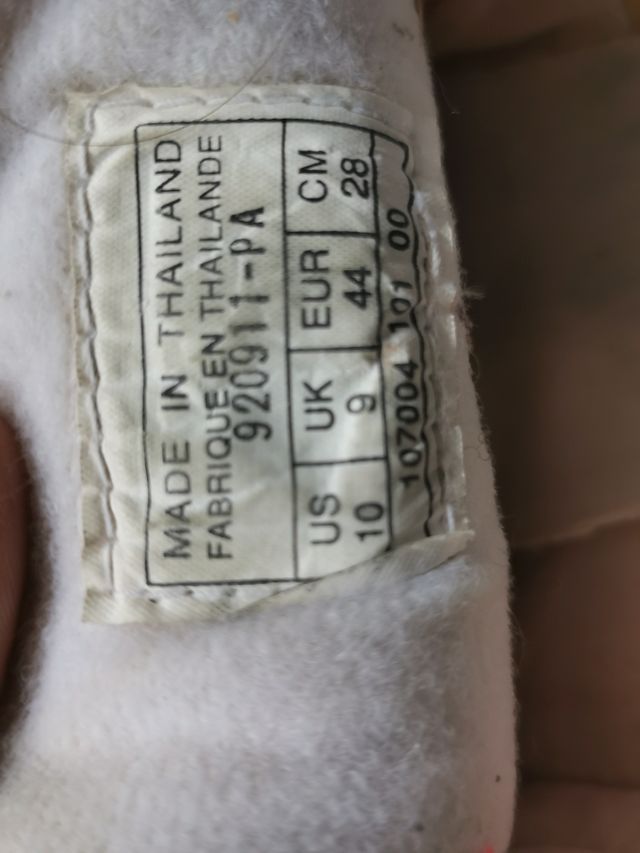 MADE IN THAILAND
FABRIQUE EN THAILANDE
920911-PA
US UK EUR CM
10 9 44 28
107004 101 00